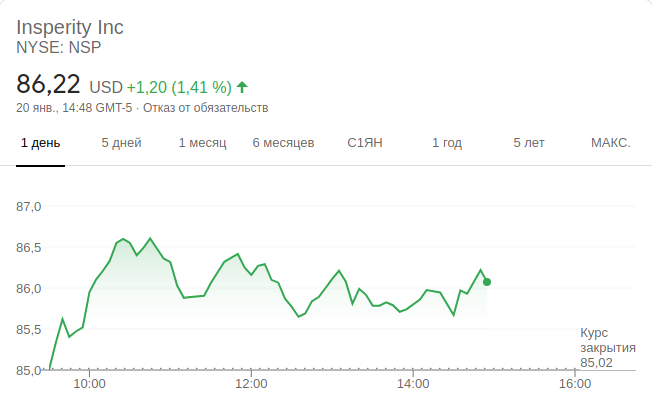 Insperity Inc
NYSE: NSP
86,22 USD +1,20 (1,41 %)
20 янв., 14:48 GMT-5 · Отказ от обязательств
1 день 5 дней 1 месяц 6 месяцев С1ЯН 1 год 5 лет МАКС.
87,0
86,5
86,0
85,5
85,0
Курс
закрытия
85,02
10:00 12:00 14:00 16:00